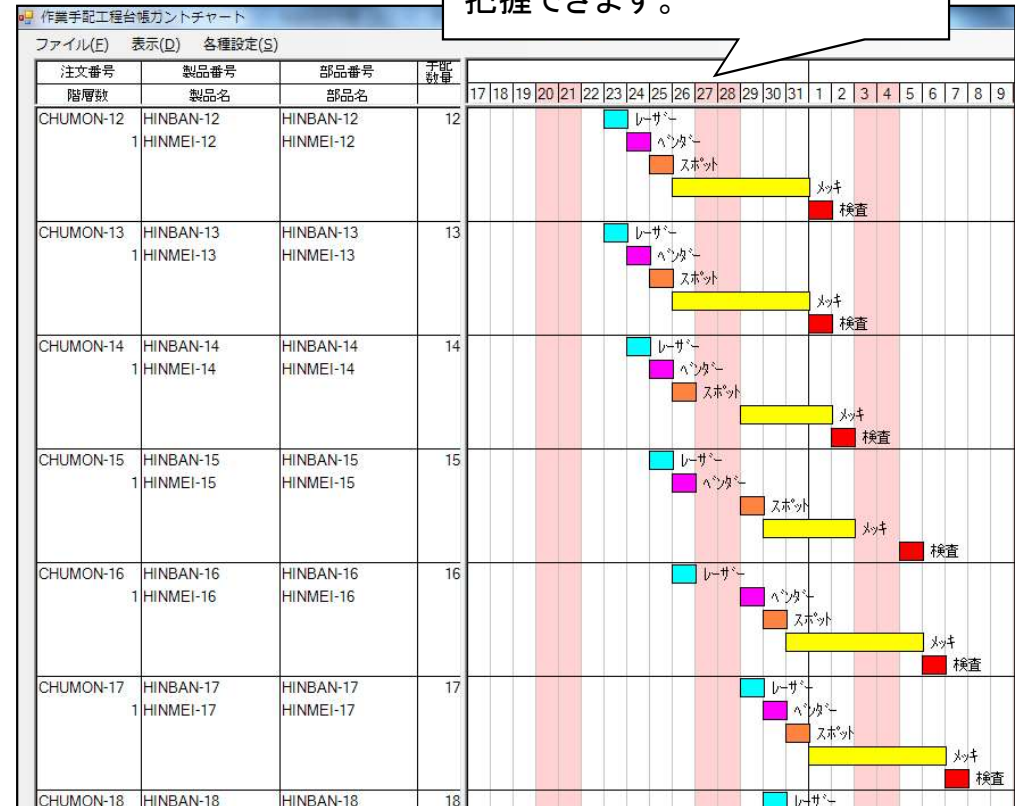 把握できます。
作業手配工程台帳ガントチャート
ファイル(F) 表示(D) 各種設定(S)
注文番号 製品番号 部品番号 手配数量
階層数 製品名 部品名
17 18 19 20 21 22 23 24 25 26 27 28 29 30 31 1 2 3 4 5 6 7 8 9
CHUMON-12 HINBAN-12 HINBAN-12 12 レーザー
1 HINMEI-12 HINMEI-12 ベンダー
スポット
メッキ
検査
CHUMON-13 HINBAN-13 HINBAN-13 13 レーザー
1 HINMEI-13 HINMEI-13 ベンダー
スポット
メッキ
検査
CHUMON-14 HINBAN-14 HINBAN-14 14 レーザー
1 HINMEI-14 HINMEI-14 ベンダー
スポット
メッキ
検査
CHUMON-15 HINBAN-15 HINBAN-15 15 レーザー
1 HINMEI-15 HINMEI-15 ベンダー
スポット
メッキ
検査
CHUMON-16 HINBAN-16 HINBAN-16 16 レーザー
1 HINMEI-16 HINMEI-16 ベンダー
スポット
メッキ
検査
CHUMON-17 HINBAN-17 HINBAN-17 17 レーザー
1 HINMEI-17 HINMEI-17 ベンダー
スポット
メッキ
検査
CHUMON-18 HINBAN-18 HINBAN-18 18 レーザー